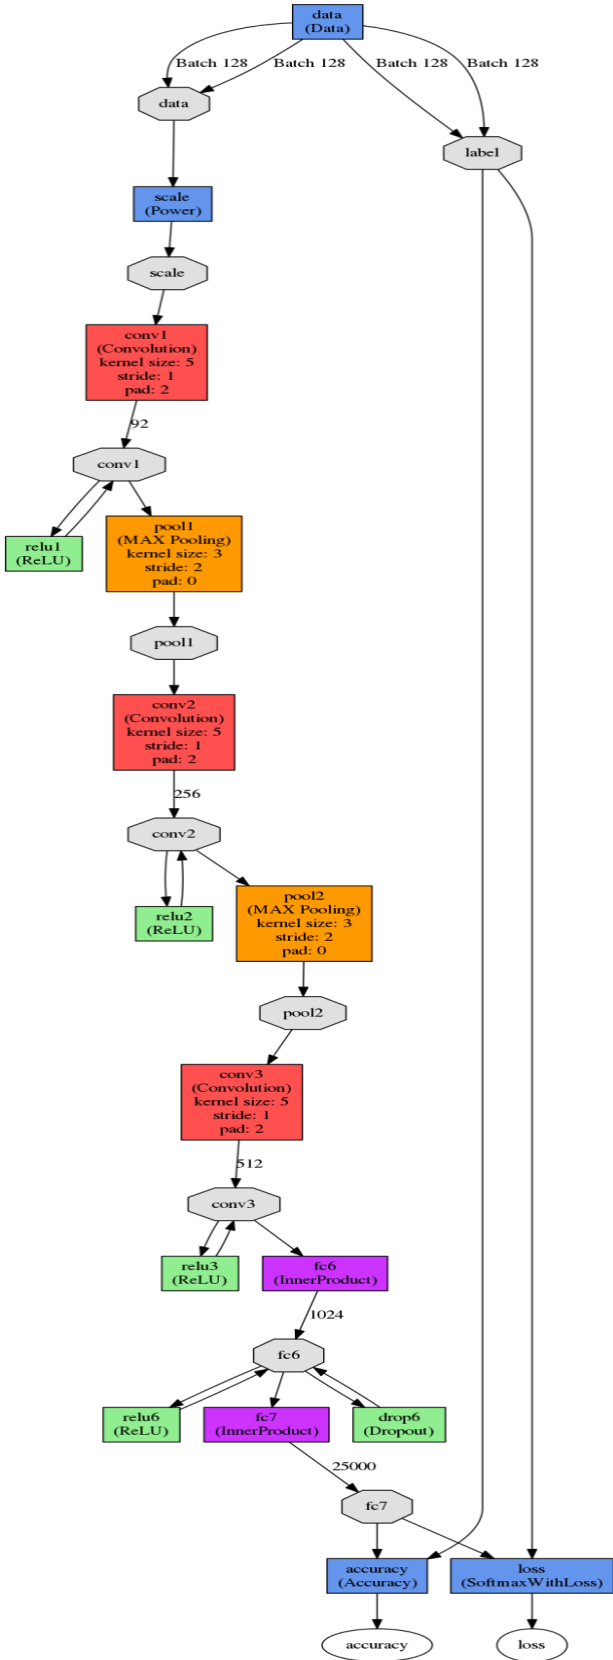 data
(Data)
Batch 128
Batch 128
Batch 128
Batch 128
data
label
scale
(Power)
scale
conv1
(Convolution)
kernel size: 5
stride: 1
pad: 2
92
conv1
relu1
(ReLU)
pool1
(MAX Pooling)
kernel size: 3
stride: 2
pad: 0
pool1
conv2
(Convolution)
kernel size: 5
stride: 1
pad: 2
256
conv2
relu2
(ReLU)
pool2
(MAX Pooling)
kernel size: 3
stride: 2
pad: 0
pool2
conv3
(Convolution)
kernel size: 5
stride: 1
pad: 2
512
conv3
relu3
(ReLU)
fc6
(InnerProduct)
1024
fc6
relu6
(ReLU)
fc7
(InnerProduct)
drop6
(Dropout)
25000
fc7
accuracy
(Accuracy)
loss
(SoftmaxWithLoss)
accuracy
loss